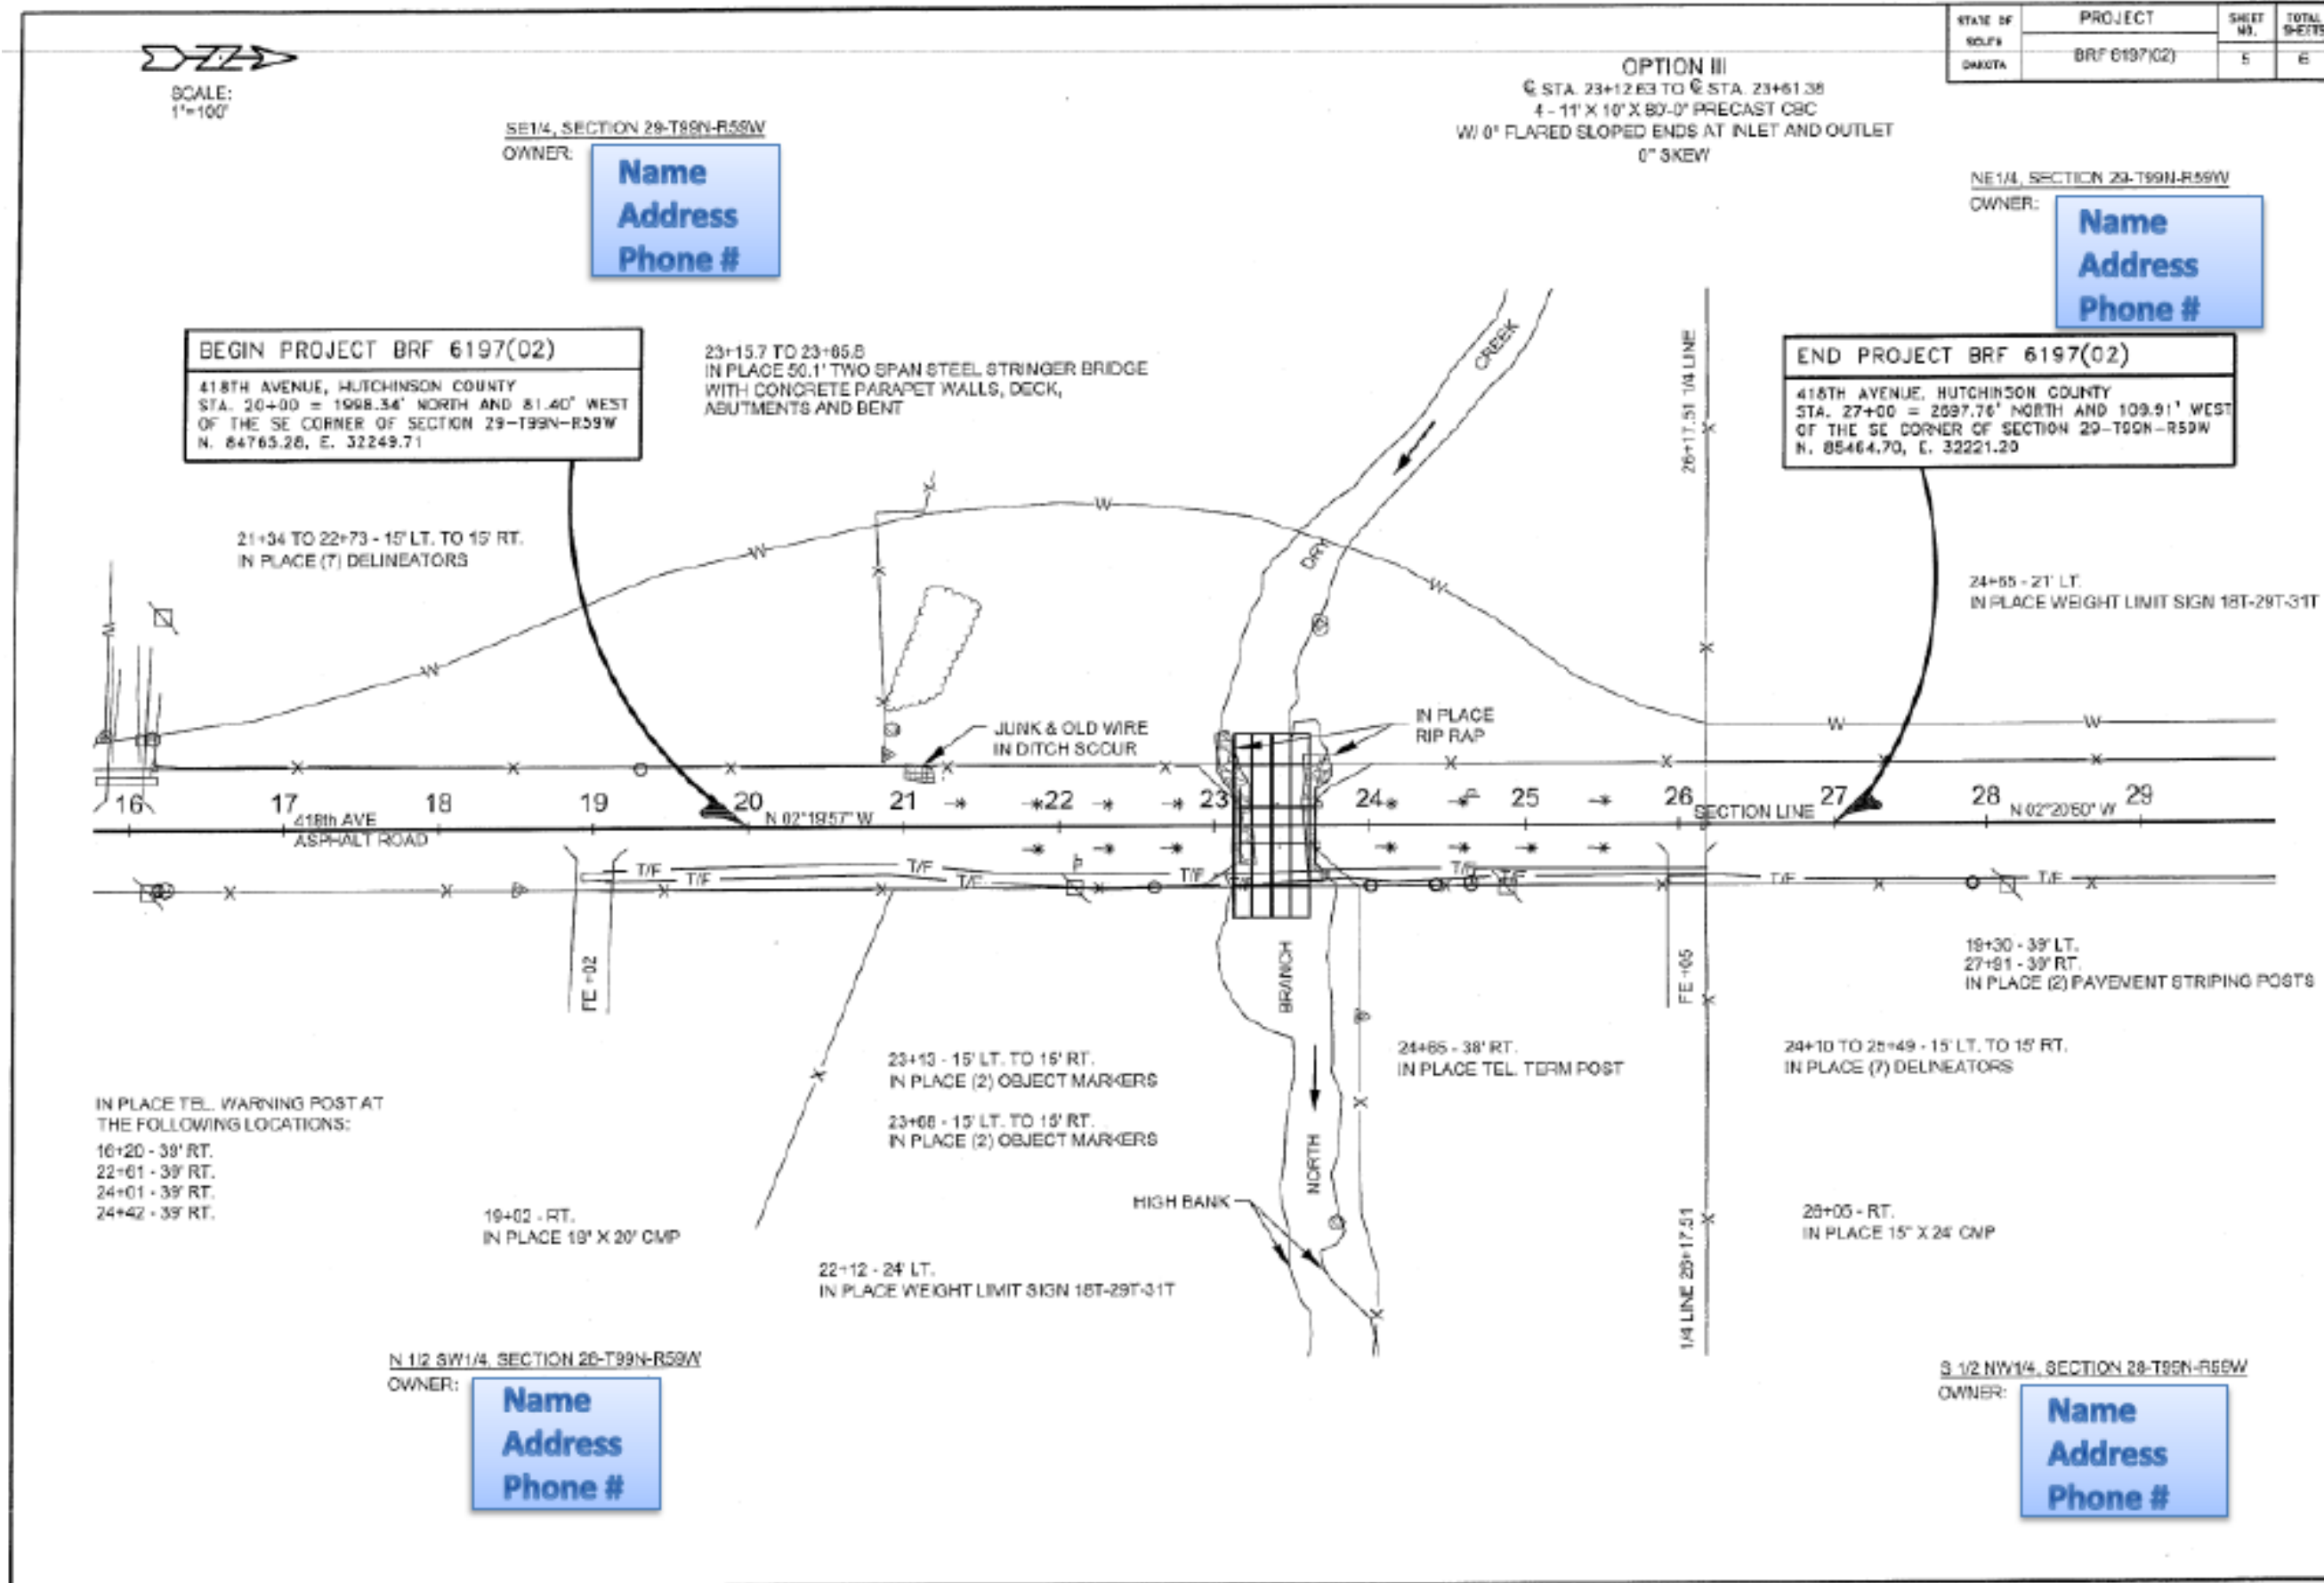 STATE OF SOUTH DAKOTA
PROJECT
BRF 6197(02)
SHEET NO.
5
TOTAL SHEETS
6
SCALE:
1"=100'
OPTION III
℄ STA. 23+12.63 TO ℄ STA. 23+61.38
4 - 11' X 10' X 80'-0" PRECAST CBC
W/ 0° FLARED SLOPED ENDS AT INLET AND OUTLET
0° SKEW
SE1/4, SECTION 29-T99N-R59W
OWNER:
Name
Address
Phone #
NE1/4, SECTION 29-T99N-R59W
OWNER:
Name
Address
Phone #
BEGIN PROJECT BRF 6197(02)
418TH AVENUE, HUTCHINSON COUNTY
STA. 20+00 = 1998.34' NORTH AND 81.40' WEST
OF THE SE CORNER OF SECTION 29-T99N-R59W
N. 84765.28, E. 32249.71
23+15.7 TO 23+65.8
IN PLACE 50.1' TWO SPAN STEEL STRINGER BRIDGE
WITH CONCRETE PARAPET WALLS, DECK,
ABUTMENTS AND BENT
END PROJECT BRF 6197(02)
418TH AVENUE, HUTCHINSON COUNTY
STA. 27+00 = 2697.76' NORTH AND 109.91' WEST
OF THE SE CORNER OF SECTION 29-T99N-R59W
N. 85464.70, E. 32221.20
CREEK
DRY
26+17.51 1/4 LINE
21+34 TO 22+73 - 15' LT. TO 15' RT.
IN PLACE (7) DELINEATORS
24+65 - 21' LT.
IN PLACE WEIGHT LIMIT SIGN 18T-29T-31T
W W W W W W W
JUNK & OLD WIRE
IN DITCH SCOUR
IN PLACE
RIP RAP
16 17 18 19 20 21 22 23 24 25 26 27 28 29
418th AVE
ASPHALT ROAD
N 02°19'57" W
SECTION LINE
N 02°20'60" W
T/F T/F T/F T/F T/F T/F T/F T/F T/F
FE +02
BRANCH
NORTH
FE +05
19+30 - 39' LT.
27+91 - 39' RT.
IN PLACE (2) PAVEMENT STRIPING POSTS
23+13 - 15' LT. TO 15' RT.
IN PLACE (2) OBJECT MARKERS
23+68 - 15' LT. TO 15' RT.
IN PLACE (2) OBJECT MARKERS
24+65 - 38' RT.
IN PLACE TEL. TERM POST
24+10 TO 25+49 - 15' LT. TO 15' RT.
IN PLACE (7) DELINEATORS
IN PLACE TEL. WARNING POST AT
THE FOLLOWING LOCATIONS:
16+20 - 39' RT.
22+61 - 39' RT.
24+01 - 39' RT.
24+42 - 39' RT.
19+02 - RT.
IN PLACE 18" X 20' CMP
HIGH BANK
26+05 - RT.
IN PLACE 15" X 24' CMP
22+12 - 24' LT.
IN PLACE WEIGHT LIMIT SIGN 18T-29T-31T
1/4 LINE 26+17.51
N 1/2 SW1/4, SECTION 28-T99N-R59W
OWNER:
Name
Address
Phone #
S 1/2 NW1/4, SECTION 28-T99N-R59W
OWNER:
Name
Address
Phone #